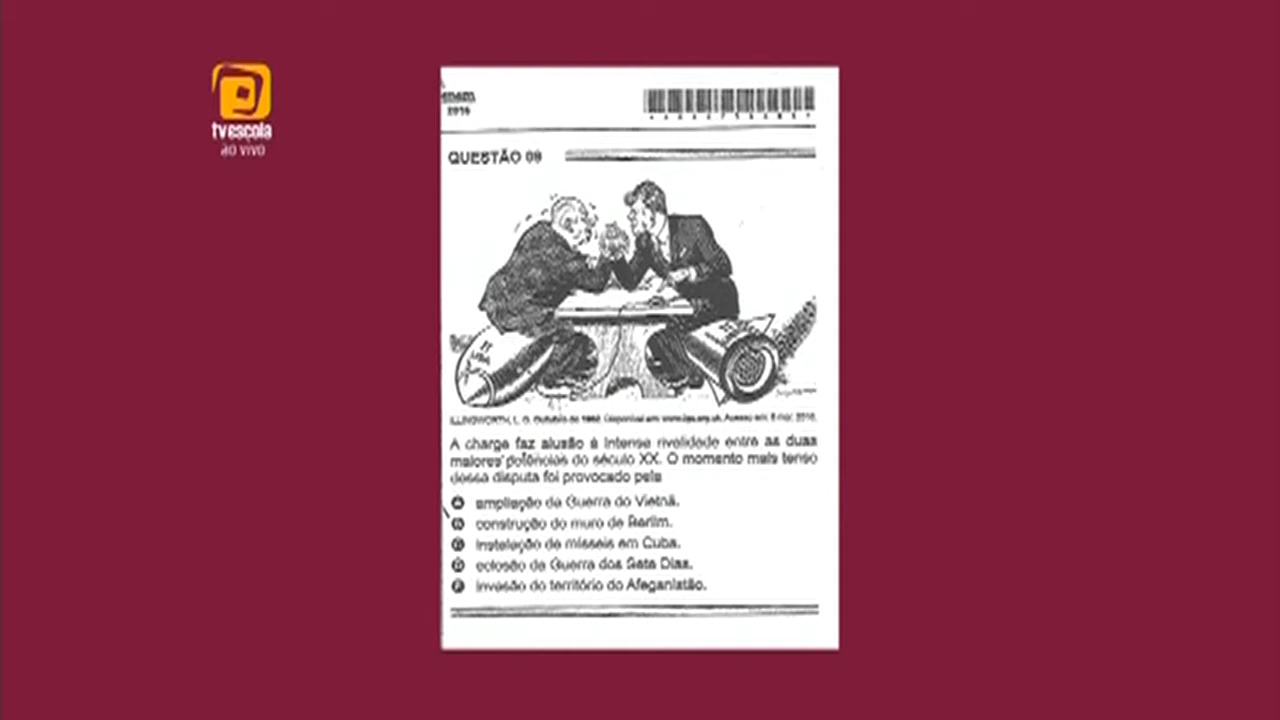 tvescola
ao vivo
enem
2016
QUESTÃO 09
ILLINGWORTH, L. G. Outubro de 1962. Disponível em: www.llgc.org.uk. Acesso em: 8 mar. 2016.
A charge faz alusão à intensa rivalidade entre as duas
maiores potências do século XX. O momento mais tenso
dessa disputa foi provocado pela
A ampliação da Guerra do Vietnã.
B construção do muro de Berlim.
C instalação de mísseis em Cuba.
D eclosão da Guerra dos Sete Dias.
E invasão do território do Afeganistão.